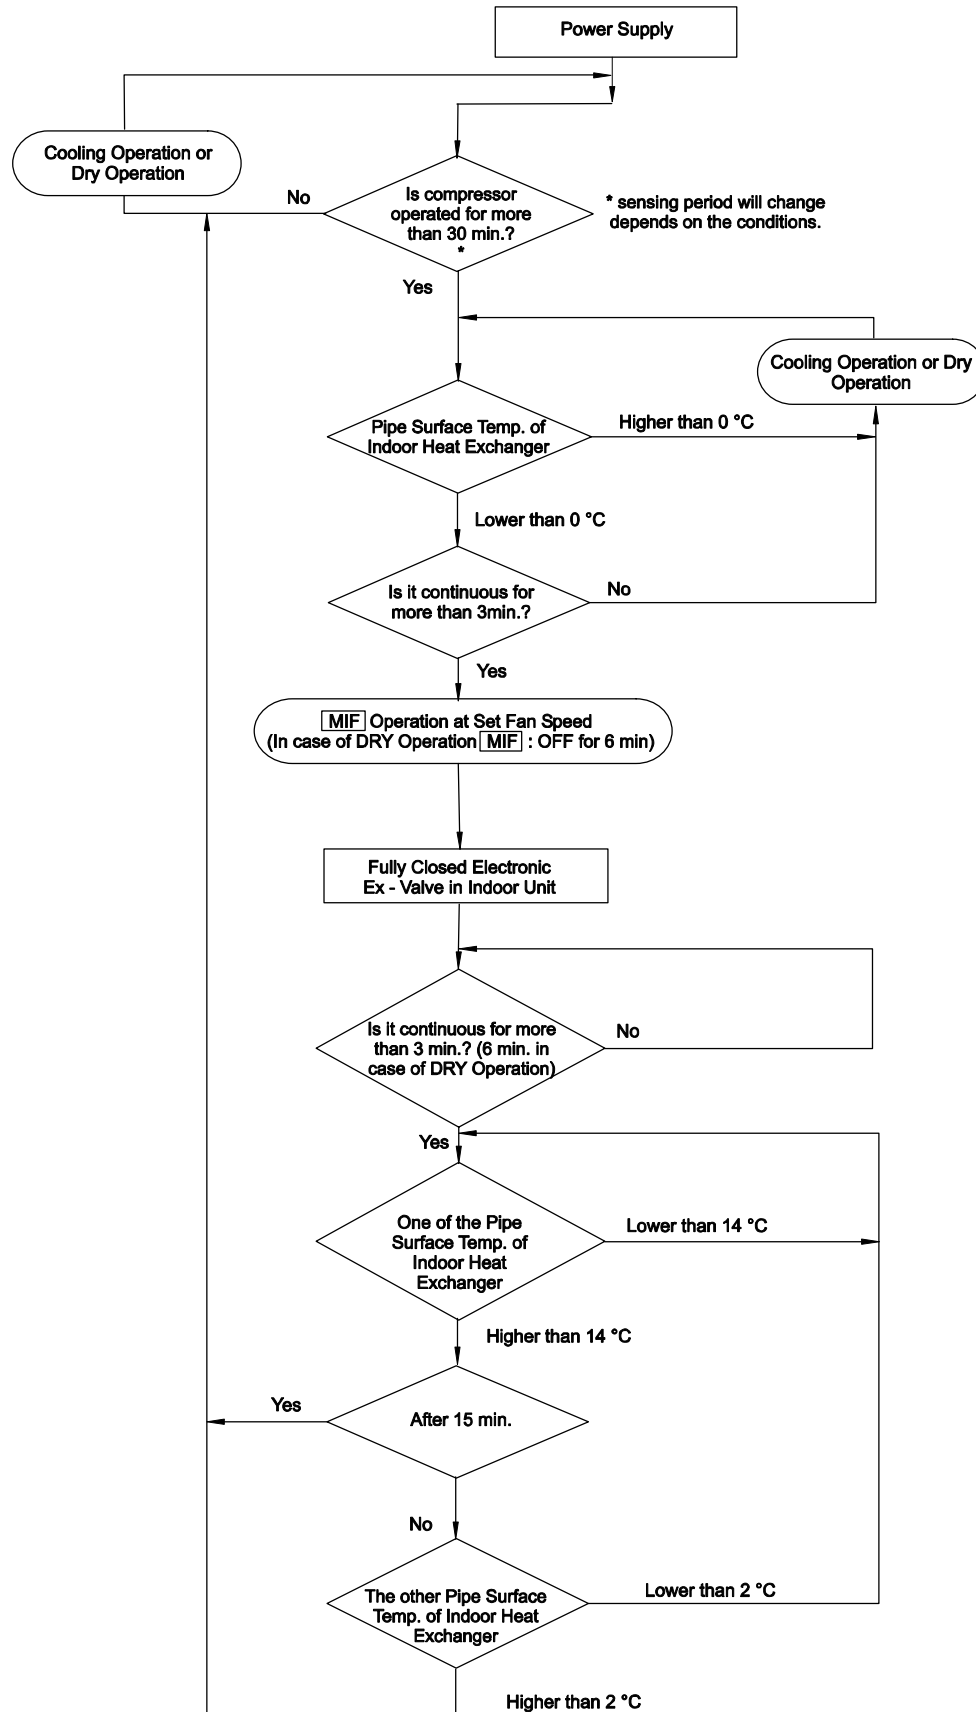 Power Supply
Cooling Operation or
Dry Operation
No
Is compressor
operated for more
than 30 min.?
*
* sensing period will change
depends on the conditions.
Yes
Cooling Operation or Dry
Operation
Pipe Surface Temp. of
Indoor Heat Exchanger
Higher than 0 °C
Lower than 0 °C
Is it continuous for
more than 3min.?
No
Yes
MIF Operation at Set Fan Speed
(In case of DRY Operation MIF : OFF for 6 min)
Fully Closed Electronic
Ex - Valve in Indoor Unit
Is it continuous for more
than 3 min.? (6 min. in
case of DRY Operation)
No
Yes
One of the Pipe
Surface Temp. of
Indoor Heat
Exchanger
Lower than 14 °C
Higher than 14 °C
Yes
After 15 min.
No
The other Pipe Surface
Temp. of Indoor Heat
Exchanger
Lower than 2 °C
Higher than 2 °C